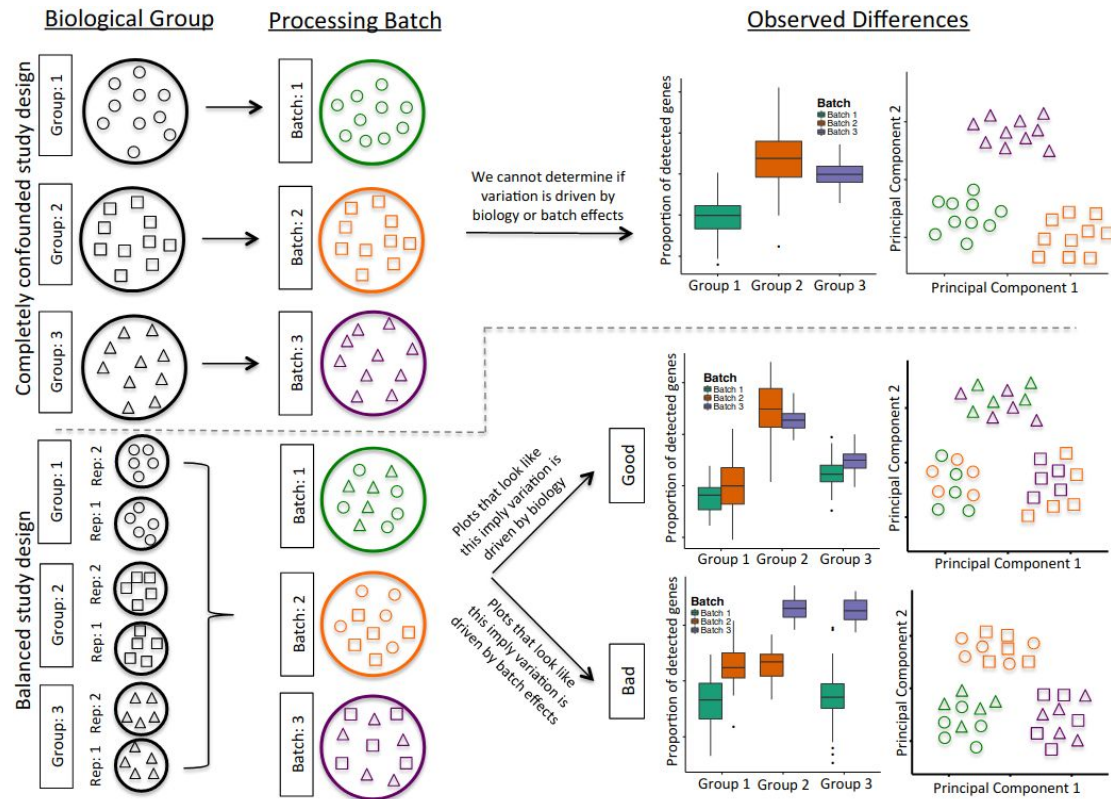 Biological Group
Processing Batch
Observed Differences
Completely confounded study design
Group: 1
Batch: 1
Group: 2
Batch: 2
Group: 3
Batch: 3
We cannot determine if
variation is driven by
biology or batch effects
Proportion of detected genes
Batch
Batch 1
Batch 2
Batch 3
Group 1 Group 2 Group 3
Principal Component 2
Principal Component 1
Balanced study design
Group: 1
Rep: 2
Rep: 1
Group: 2
Rep: 2
Rep: 1
Group: 3
Rep: 2
Rep: 1
Batch: 1
Batch: 2
Batch: 3
Plots that look like
this imply variation is
driven by biology
Good
Proportion of detected genes
Batch
Batch 1
Batch 2
Batch 3
Group 1 Group 2 Group 3
Principal Component 2
Principal Component 1
Plots that look like
this imply variation is
driven by batch effects
Bad
Proportion of detected genes
Batch
Batch 1
Batch 2
Batch 3
Group 1 Group 2 Group 3
Principal Component 2
Principal Component 1